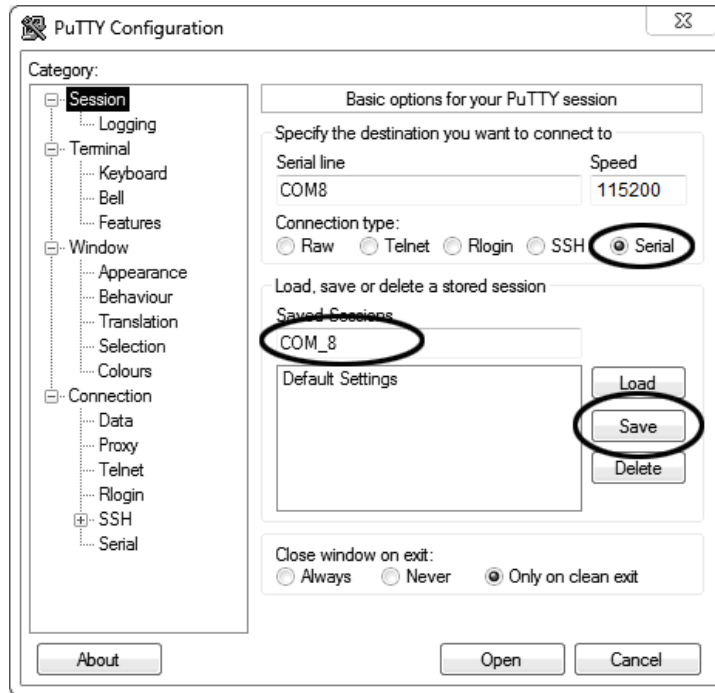 PuTTY Configuration
Category:
Session
Logging
Terminal
Keyboard
Bell
Features
Window
Appearance
Behaviour
Translation
Selection
Colours
Connection
Data
Proxy
Telnet
Rlogin
SSH
Serial
Basic options for your PuTTY session
Specify the destination you want to connect to
Serial line Speed
COM8 115200
Connection type:
Raw Telnet Rlogin SSH Serial
Load, save or delete a stored session
Saved Sessions
COM_8
Default Settings
Load
Save
Delete
Close window on exit:
Always Never Only on clean exit
About Open Cancel